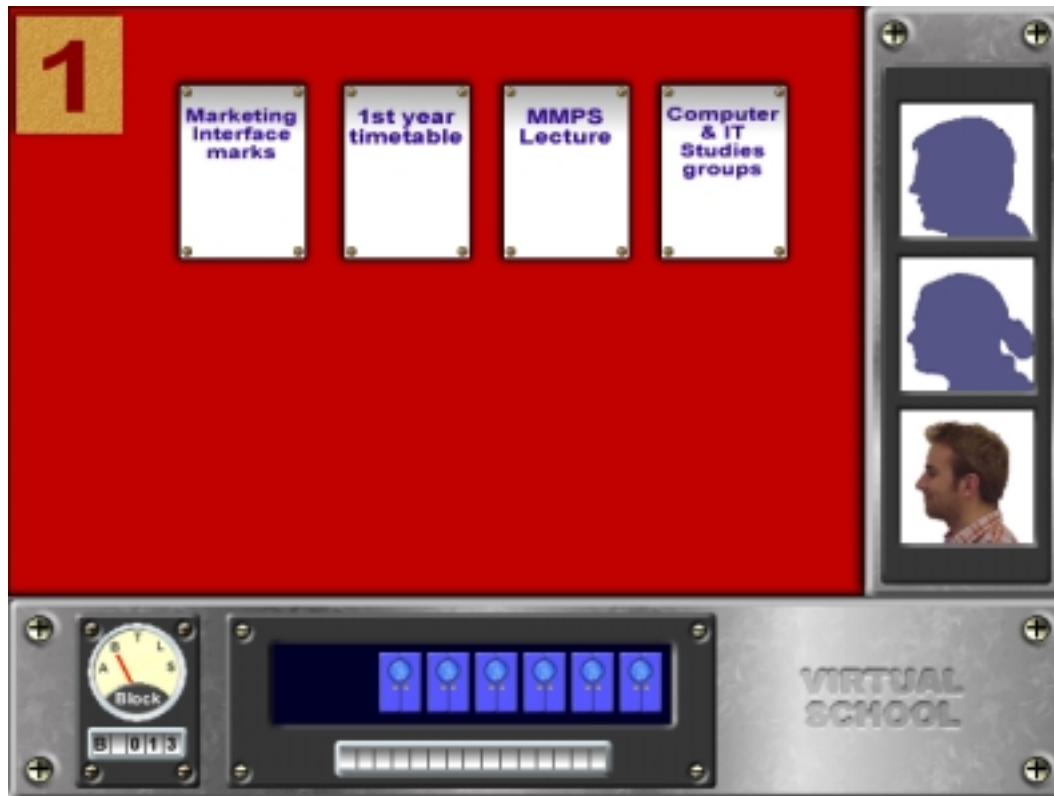 1
Marketing
Interface
marks
1st year
timetable
MMPS
Lecture
Computer
& IT
Studies
groups
A B T L S
Block
B 013
VIRTUAL
SCHOOL